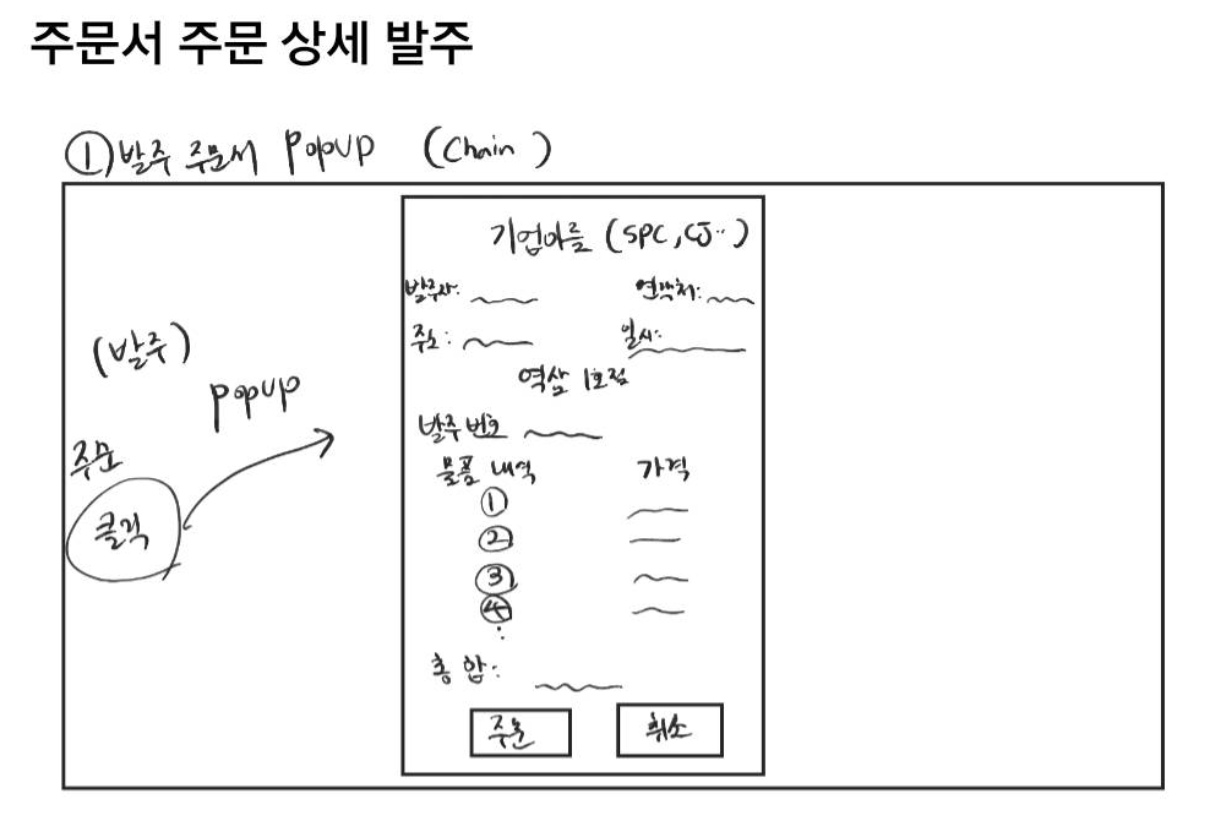 주문서 주문 상세 발주
① 발주 주문서 popup (chain)
기업이름 (SPC, CJ..)
발주사: 연락처:
주소: 일시:
역삼 1호점
발주 번호
물품 내역 가격
①
②
③
④
:
총 합:
주문 취소
(발주)
popup
주문
클릭